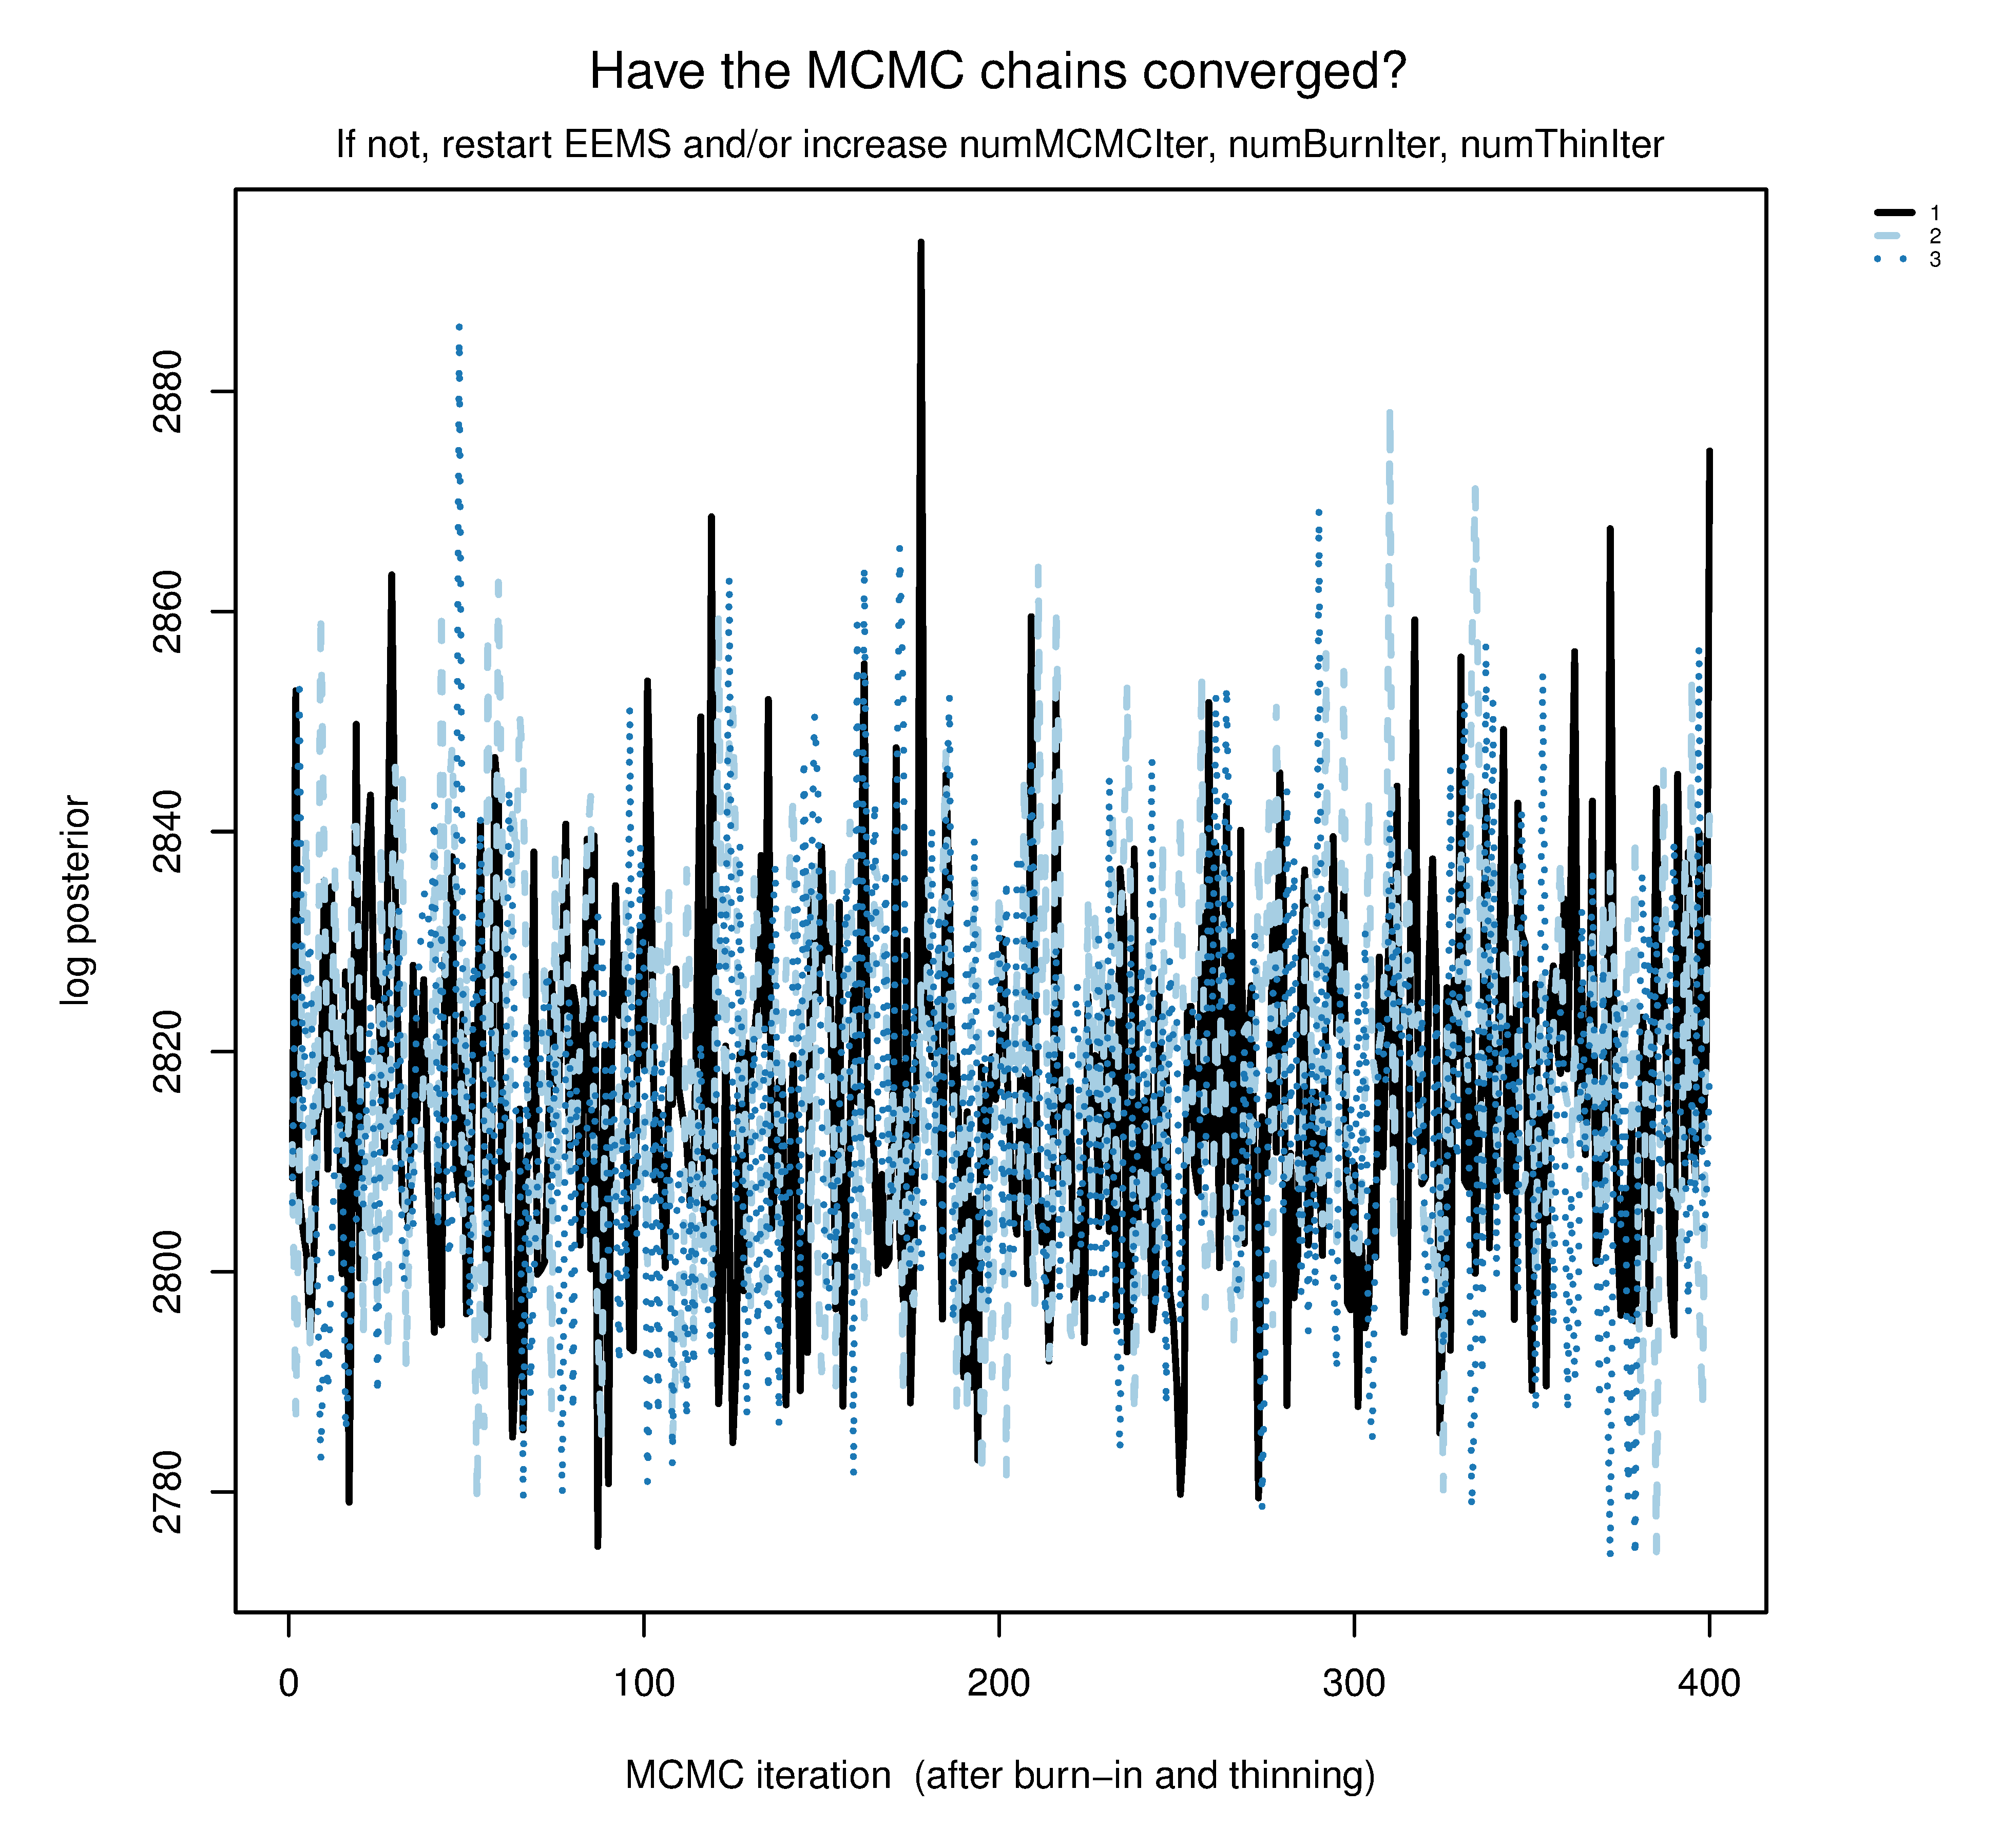 Have the MCMC chains converged?
If not, restart EEMS and/or increase numMCMCIter, numBurnIter, numThinIter
1
2
3
2880
2860
2840
2820
2800
2780
log posterior
0 100 200 300 400
MCMC iteration (after burn−in and thinning)